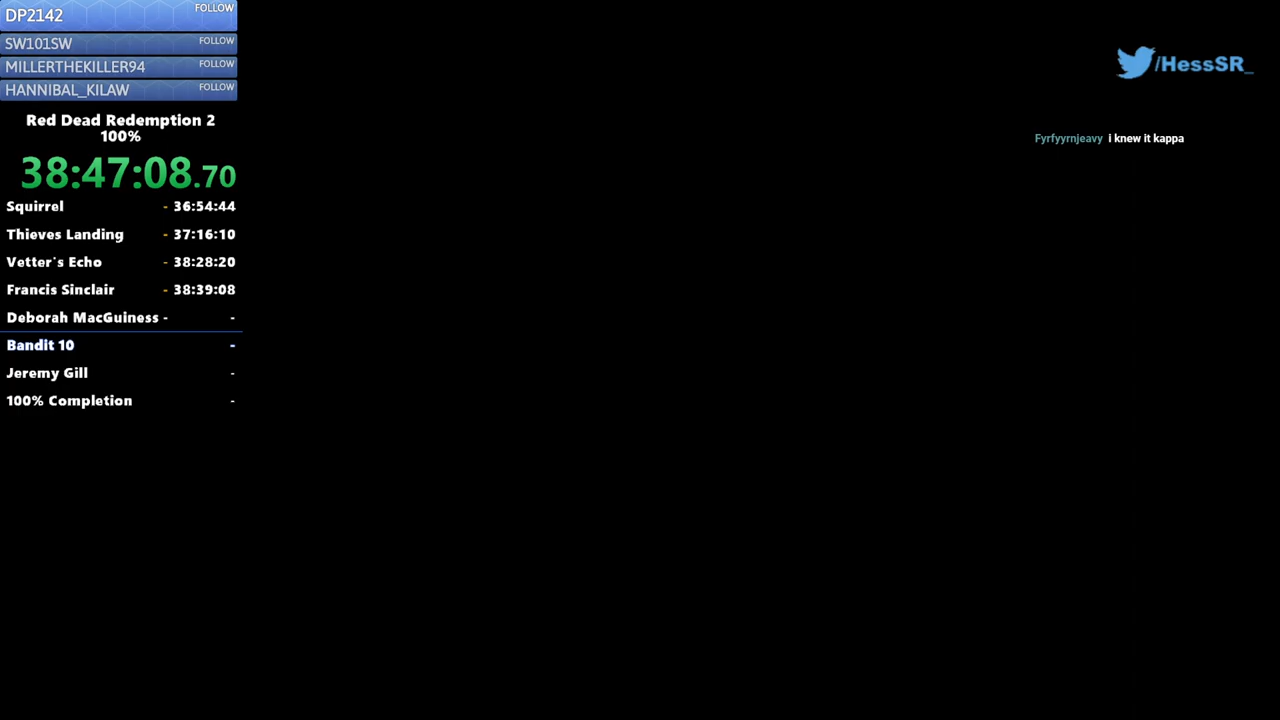 DP2142 FOLLOW
SW101SW FOLLOW
MILLERTHEKILLER94 FOLLOW
HANNIBAL_KILAW FOLLOW
Red Dead Redemption 2
100%
38:47:08.70
Squirrel - 36:54:44
Thieves Landing - 37:16:10
Vetter's Echo - 38:28:20
Francis Sinclair - 38:39:08
Deborah MacGuiness - -
Bandit 10 -
Jeremy Gill -
100% Completion -
/HessSR_
Fyrfyyrnjeavy i knew it kappa